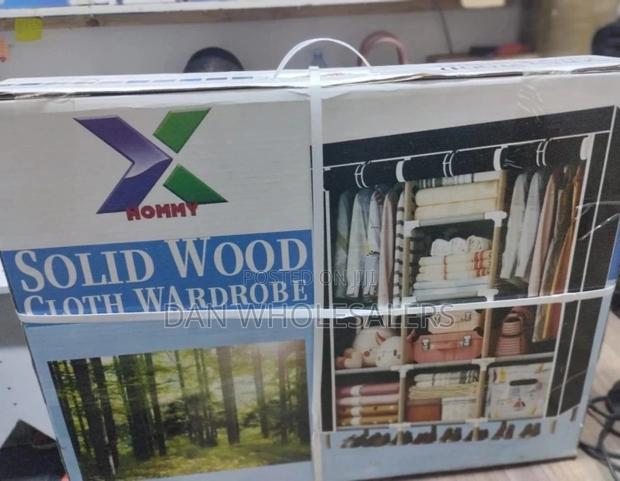 HOMMY
SOLID WOOD
CLOTH WARDROBE
POSTED ON JIJI
DAN WHOLESALERS